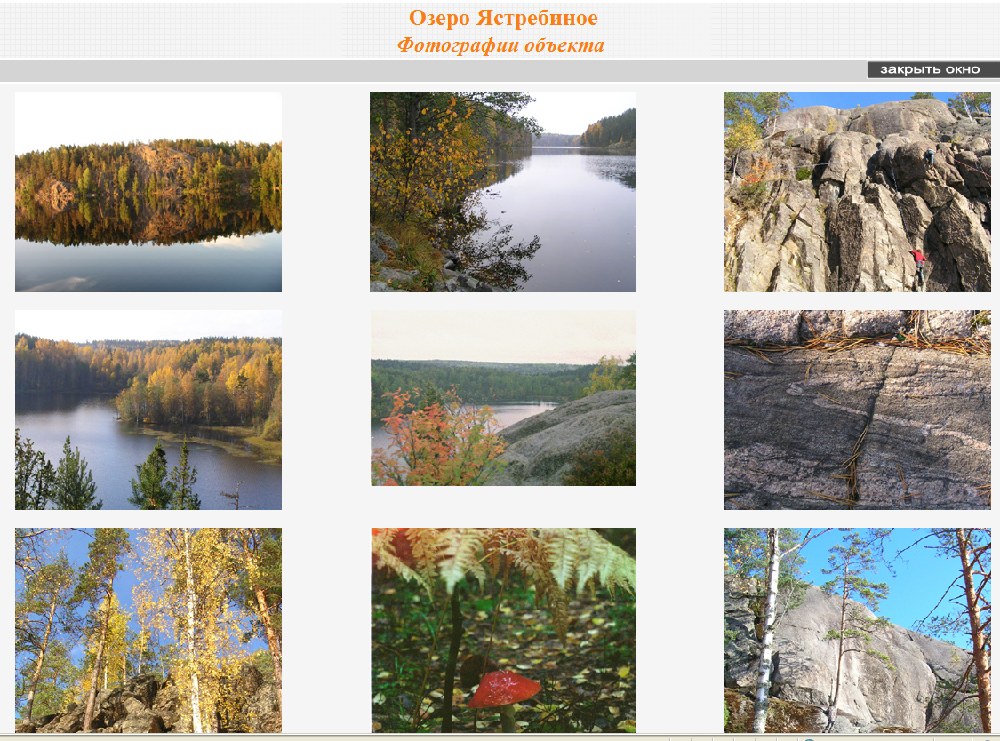 Озеро Ястребиное
Фотографии объекта
закрыть окно